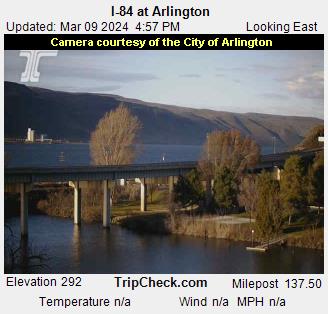 I-84 at Arlington
Updated: Mar 09 2024 4:57 PM Looking East
Camera courtesy of the City of Arlington
Elevation 292 TripCheck.com Milepost 137.50
Temperature n/a Wind n/a MPH n/a